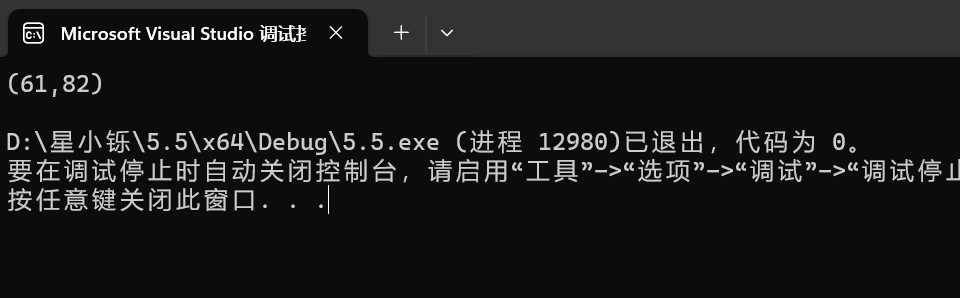 Microsoft Visual Studio 调试
(61,82)
D:\星小铄\5.5\x64\Debug\5.5.exe (进程 12980)已退出，代码为 0。
要在调试停止时自动关闭控制台，请启用“工具”->“选项”->“调试”->“调试停止
按任意键关闭此窗口. . .